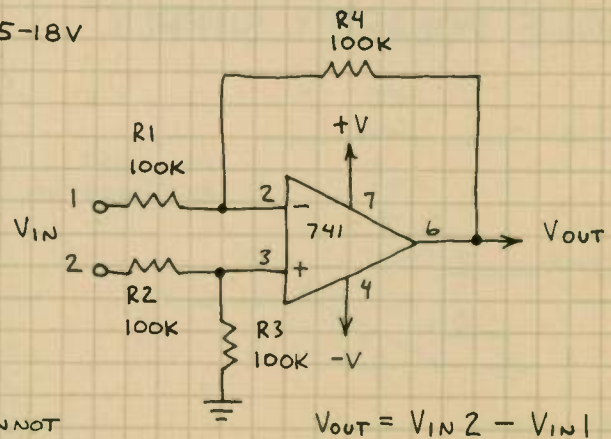 5-18V
R4
100K
+V
R1
100K
1
2
-
7
741
6
VIN
VOUT
2
3
+
4
R2
100K
R3
100K
-V
VOUT = VIN 2 - VIN 1